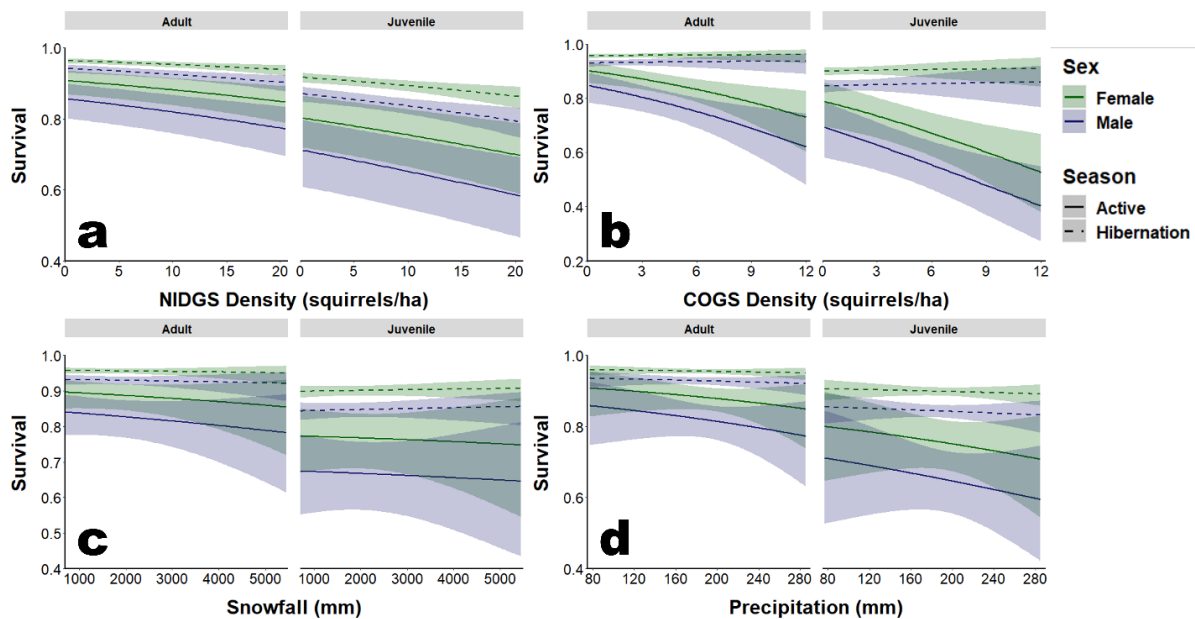 Adult
Juvenile
1.0
0.8
0.6
0.4
Survival
a
0
5
10
15
20
0
5
10
15
20
NIDGS Density (squirrels/ha)
Adult
Juvenile
1.0
0.8
0.6
0.4
0.2
Survival
b
0
3
6
9
12
0
3
6
9
12
COGS Density (squirrels/ha)
Sex
Female
Male
Season
Active
Hibernation
Adult
Juvenile
1.0
0.9
0.8
0.7
0.6
0.5
0.4
Survival
c
1000
2000
3000
4000
5000
1000
2000
3000
4000
5000
Snowfall (mm)
Adult
Juvenile
1.0
0.9
0.8
0.7
0.6
0.5
0.4
Survival
d
80
120
160
200
240
280
80
120
160
200
240
280
Precipitation (mm)